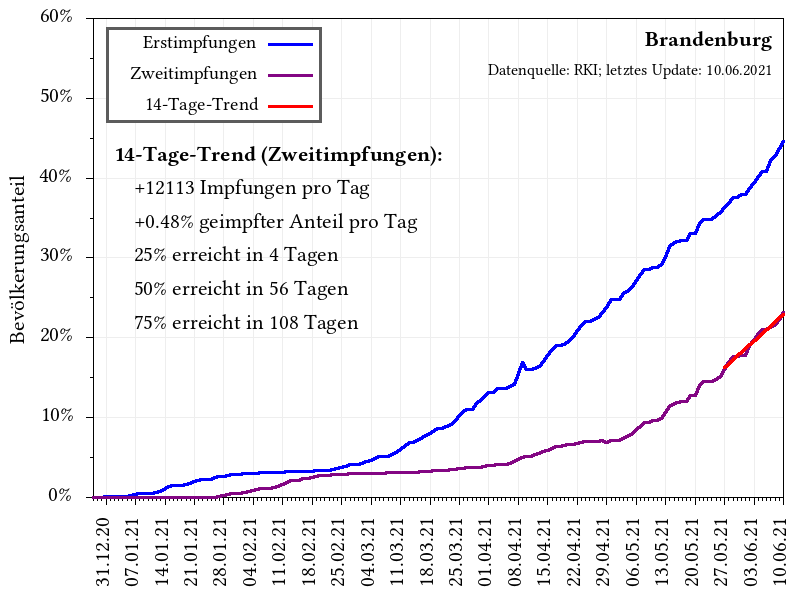 60%
50%
40%
30%
20%
10%
0%
Bevölkerungsanteil
Erstimpfungen
Zweitimpfungen
14-Tage-Trend
Brandenburg
Datenquelle: RKI; letztes Update: 10.06.2021
14-Tage-Trend (Zweitimpfungen):
+12113 Impfungen pro Tag
+0.48% geimpfter Anteil pro Tag
25% erreicht in 4 Tagen
50% erreicht in 56 Tagen
75% erreicht in 108 Tagen
31.12.20
07.01.21
14.01.21
21.01.21
28.01.21
04.02.21
11.02.21
18.02.21
25.02.21
04.03.21
11.03.21
18.03.21
25.03.21
01.04.21
08.04.21
15.04.21
22.04.21
29.04.21
06.05.21
13.05.21
20.05.21
27.05.21
03.06.21
10.06.21